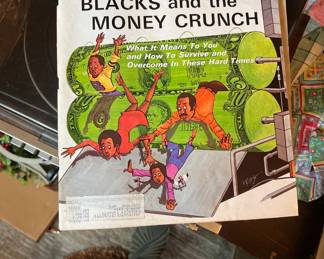 BLACKS and the
MONEY CRUNCH
What It Means To You
and How To Survive and
Overcome In These Hard Times